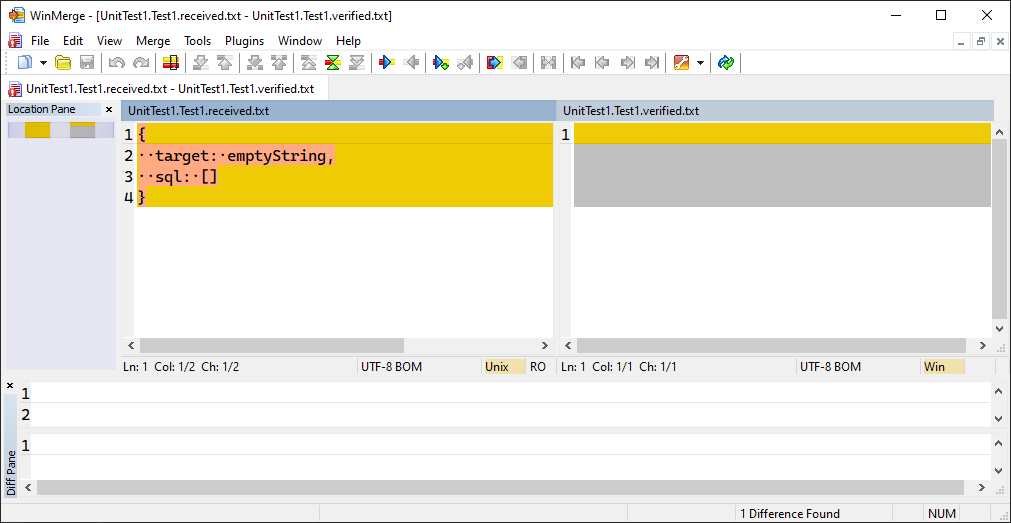 WinMerge - [UnitTest1.Test1.received.txt - UnitTest1.Test1.verified.txt]
File Edit View Merge Tools Plugins Window Help
UnitTest1.Test1.received.txt - UnitTest1.Test1.verified.txt
Location Pane
UnitTest1.Test1.received.txt
UnitTest1.Test1.verified.txt
1 {
2 ··target:·emptyString,
3 ··sql:·[]
4 }
1
Ln: 1 Col: 1/2 Ch: 1/2 UTF-8 BOM Unix RO
Ln: 1 Col: 1/1 Ch: 1/1 UTF-8 BOM Win
Diff Pane
1
2
1
1 Difference Found NUM